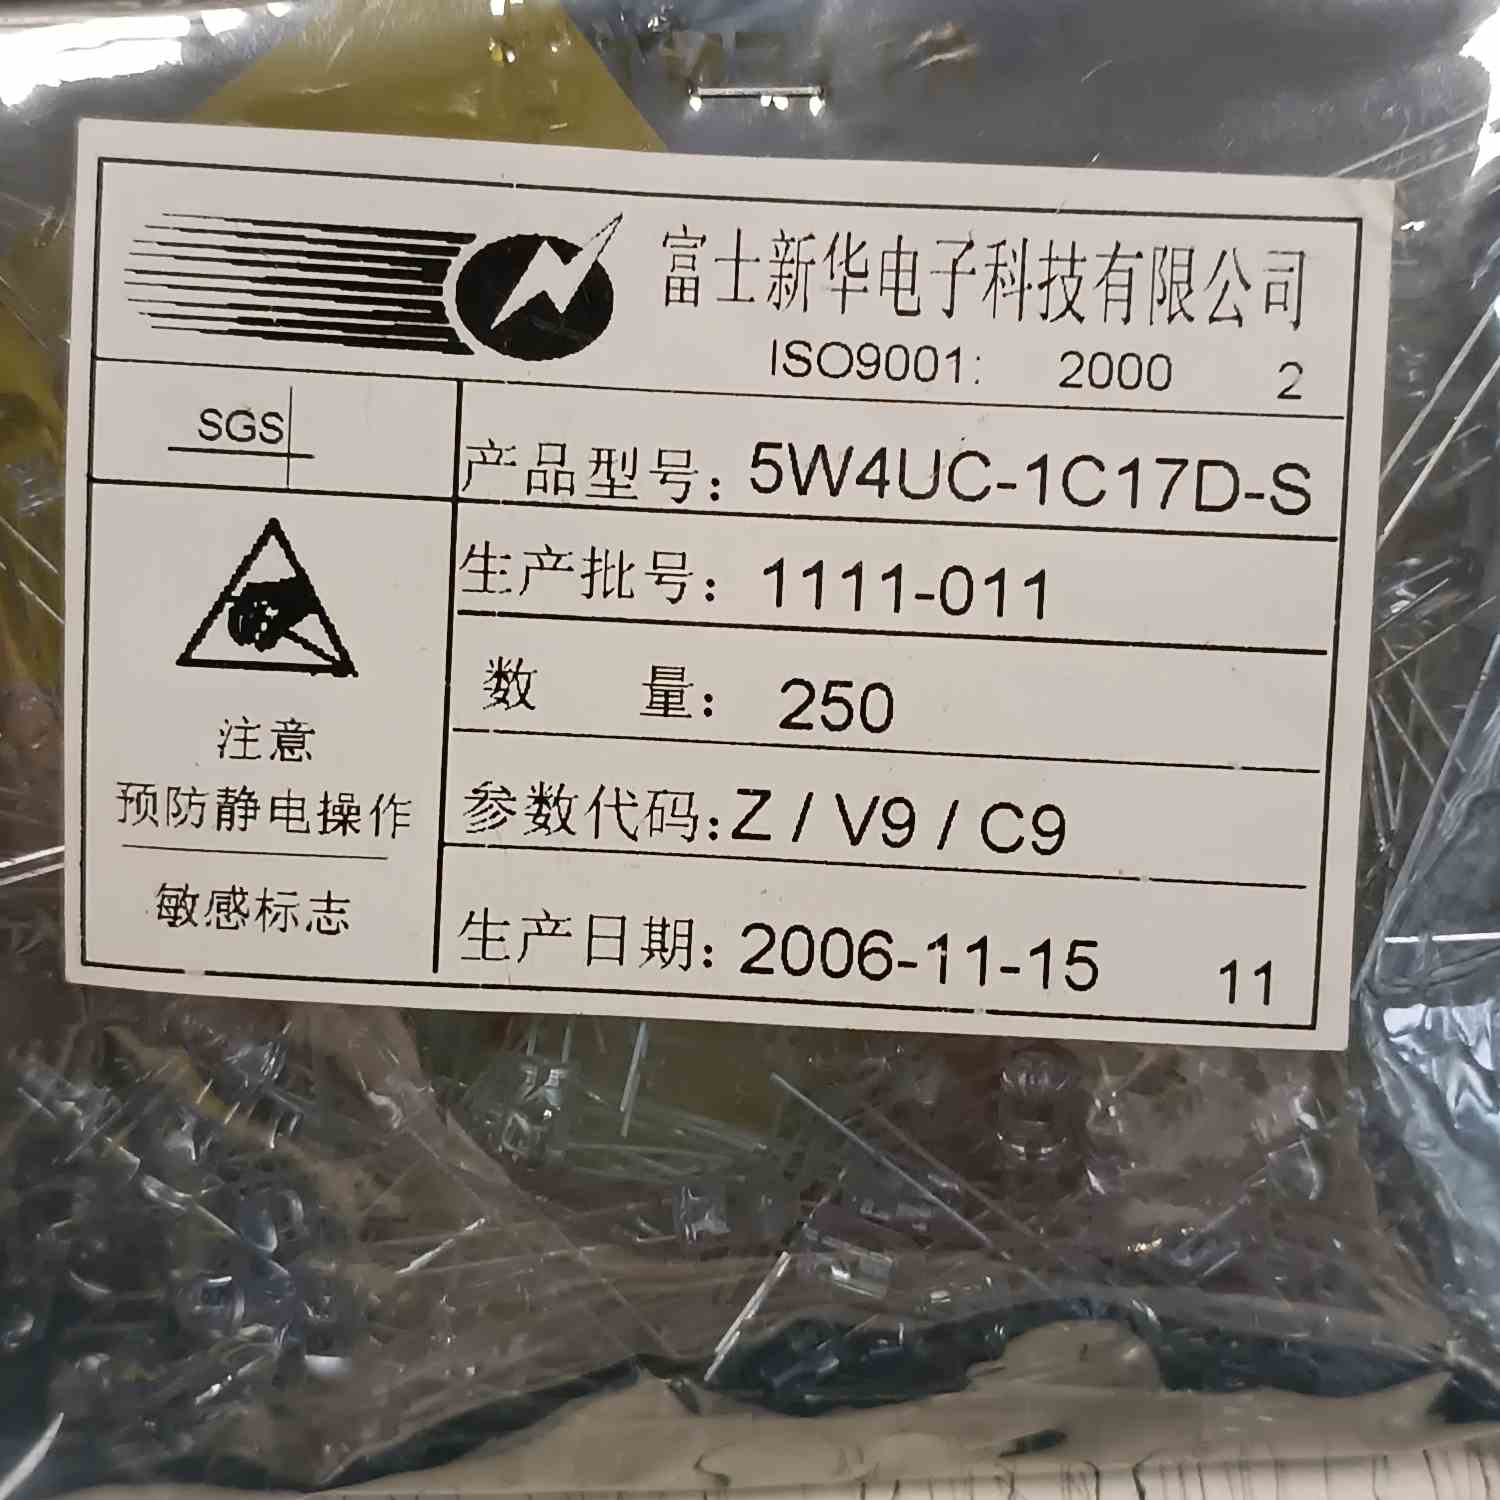 富士新华电子科技有限公司
ISO9001: 2000 2
SGS
产品型号: 5W4UC-1C17D-S
生产批号: 1111-011
数 量: 250
参数代码: Z / V9 / C9
生产日期: 2006-11-15 11
注意
预防静电操作
敏感标志